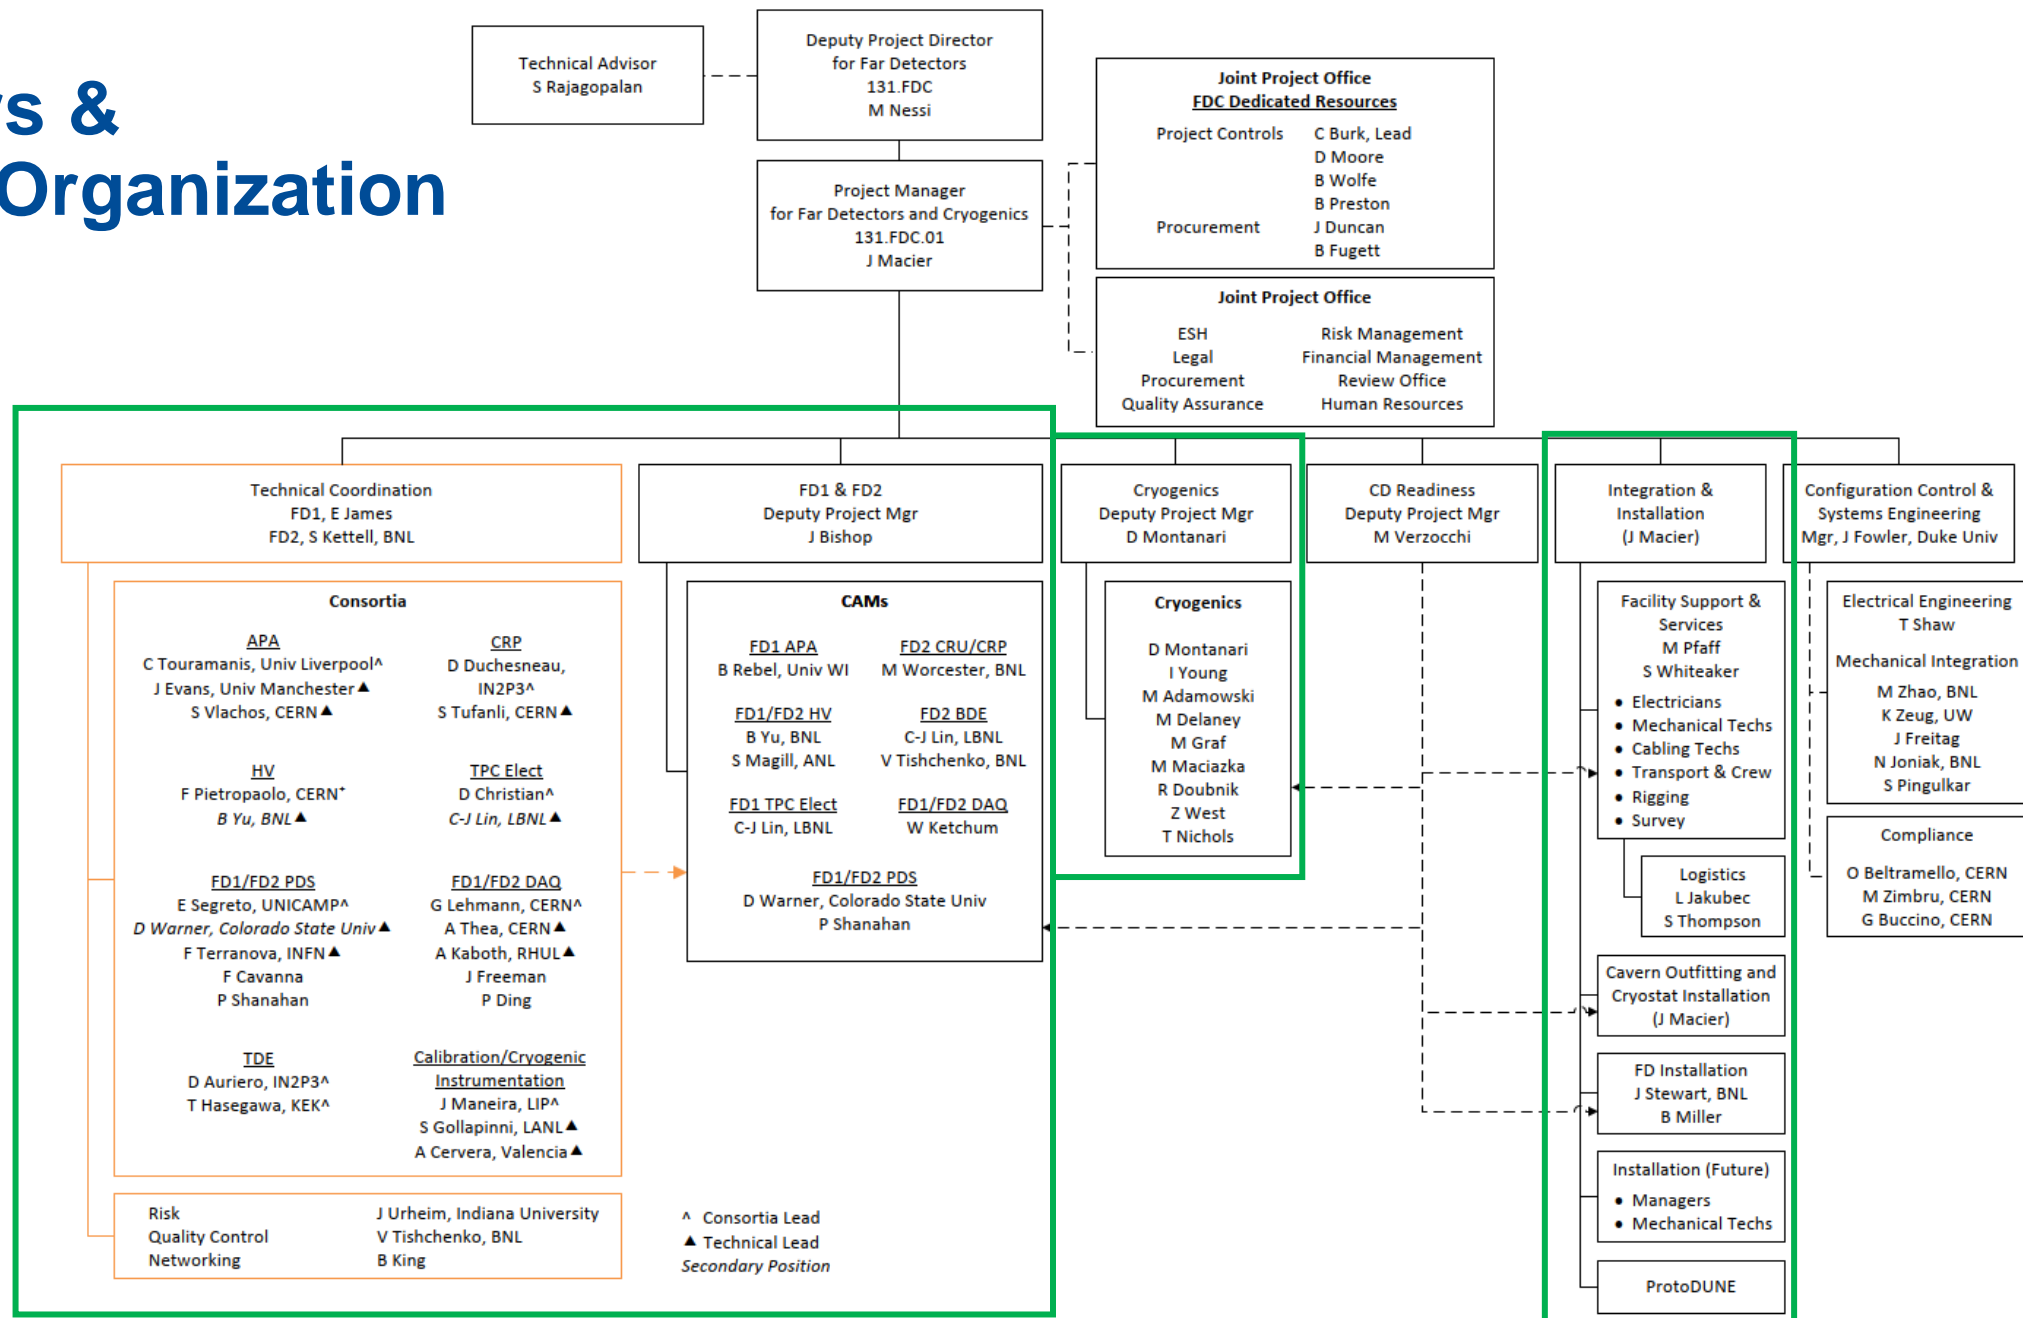 rs &
Organization
Technical Advisor
S Rajagopalan
Deputy Project Director
for Far Detectors
131.FDC
M Nessi
Project Manager
for Far Detectors and Cryogenics
131.FDC.01
J Macier
Joint Project Office
FDC Dedicated Resources
Project Controls C Burk, Lead
D Moore
B Wolfe
B Preston
Procurement J Duncan
B Fugett
Joint Project Office
ESH Risk Management
Legal Financial Management
Procurement Review Office
Quality Assurance Human Resources
Technical Coordination
FD1, E James
FD2, S Kettell, BNL
Consortia
APA
C Touramanis, Univ Liverpool^
J Evans, Univ Manchester▲
S Vlachos, CERN▲
CRP
D Duchesneau,
IN2P3^
S Tufanli, CERN▲
HV
F Pietropaolo, CERN⁺
B Yu, BNL▲
TPC Elect
D Christian^
C-J Lin, LBNL▲
FD1/FD2 PDS
E Segreto, UNICAMP^
D Warner, Colorado State Univ▲
F Terranova, INFN▲
F Cavanna
P Shanahan
FD1/FD2 DAQ
G Lehmann, CERN^
A Thea, CERN▲
A Kaboth, RHUL▲
J Freeman
P Ding
TDE
D Auriero, IN2P3^
T Hasegawa, KEK^
Calibration/Cryogenic
Instrumentation
J Maneira, LIP^
S Gollapinni, LANL▲
A Cervera, Valencia▲
Risk J Urheim, Indiana University
Quality Control V Tishchenko, BNL
Networking B King
FD1 & FD2
Deputy Project Mgr
J Bishop
CAMs
FD1 APA
B Rebel, Univ WI
FD2 CRU/CRP
M Worcester, BNL
FD1/FD2 HV
B Yu, BNL
S Magill, ANL
FD2 BDE
C-J Lin, LBNL
V Tishchenko, BNL
FD1 TPC Elect
C-J Lin, LBNL
FD1/FD2 DAQ
W Ketchum
FD1/FD2 PDS
D Warner, Colorado State Univ
P Shanahan
^ Consortia Lead
▲ Technical Lead
Secondary Position
Cryogenics
Deputy Project Mgr
D Montanari
Cryogenics
D Montanari
I Young
M Adamowski
M Delaney
M Graf
M Maciazka
R Doubnik
Z West
T Nichols
CD Readiness
Deputy Project Mgr
M Verzocchi
Integration &
Installation
(J Macier)
Facility Support &
Services
M Pfaff
S Whiteaker
• Electricians
• Mechanical Techs
• Cabling Techs
• Transport & Crew
• Rigging
• Survey
Logistics
L Jakubec
S Thompson
Cavern Outfitting and
Cryostat Installation
(J Macier)
FD Installation
J Stewart, BNL
B Miller
Installation (Future)
• Managers
• Mechanical Techs
ProtoDUNE
Configuration Control &
Systems Engineering
Mgr, J Fowler, Duke Univ
Electrical Engineering
T Shaw
Mechanical Integration
M Zhao, BNL
K Zeug, UW
J Freitag
N Joniak, BNL
S Pingulkar
Compliance
O Beltramello, CERN
M Zimbru, CERN
G Buccino, CERN